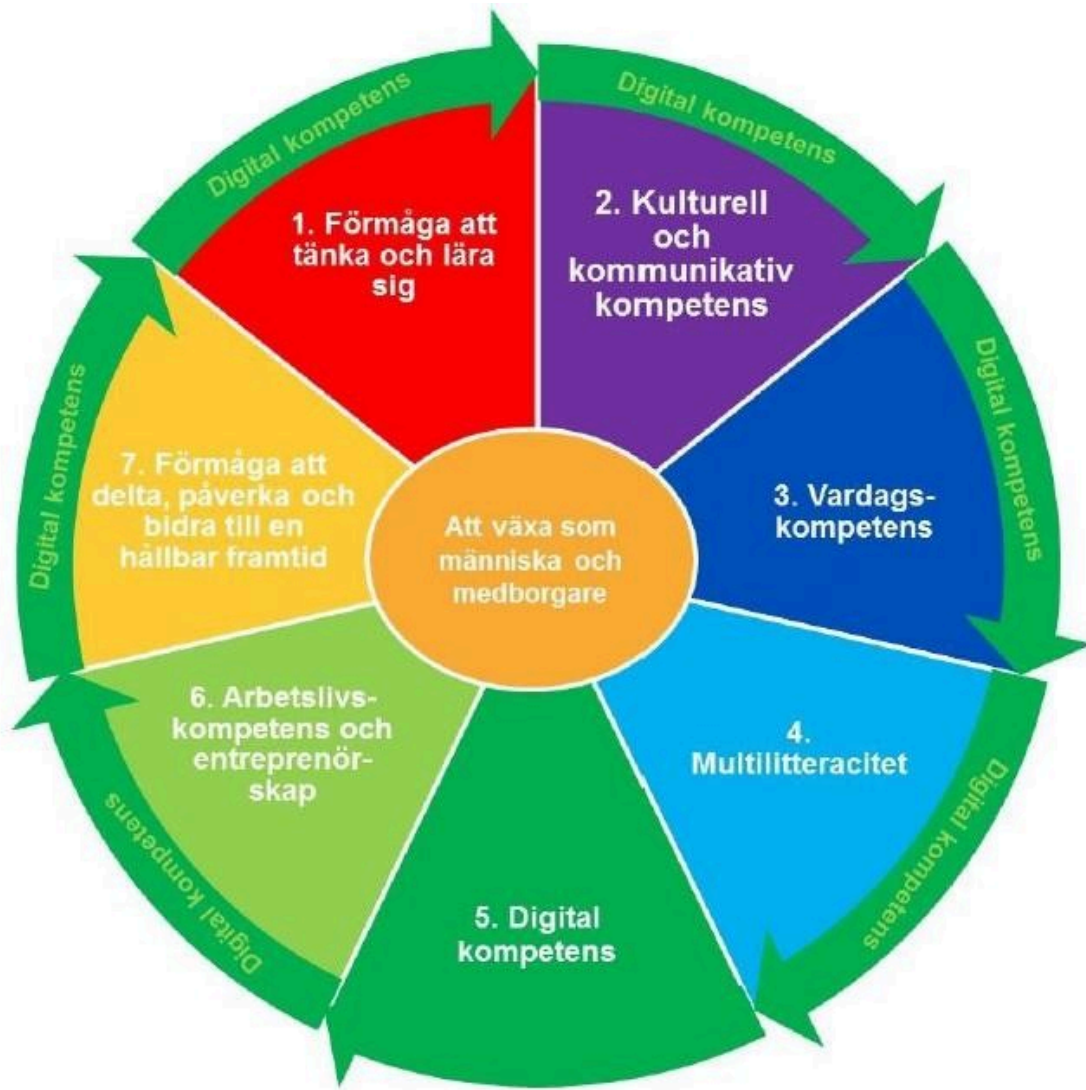 Digital kompetens
Digital kompetens
1. Förmåga att
tänka och lära
sig
2. Kulturell
och
kommunikativ
kompetens
Digital kompetens
3. Vardags-
kompetens
Digital kompetens
4.
Multilitteracitet
5. Digital
kompetens
Digital kompetens
6. Arbetslivs-
kompetens och
entreprenör-
skap
Digital kompetens
7. Förmåga att
delta, påverka och
bidra till en
hållbar framtid
Att växa som
människa och
medborgare